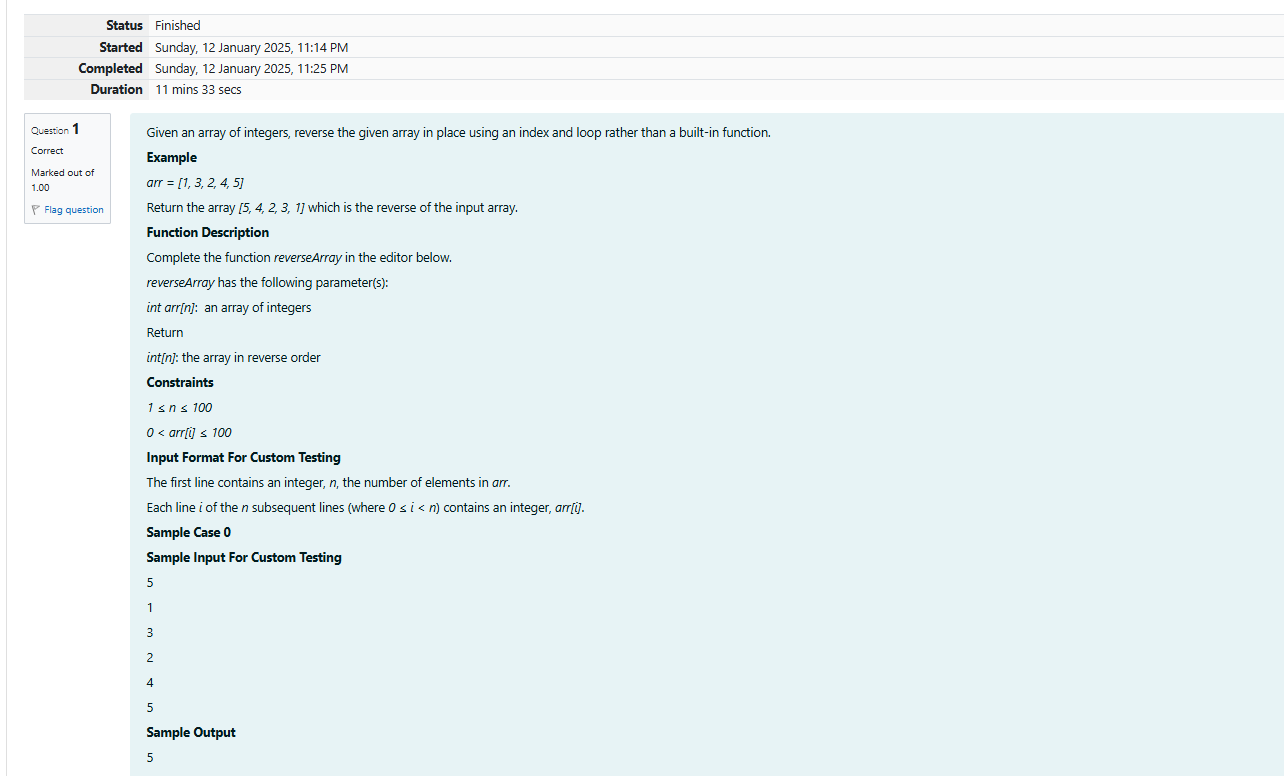 Status Finished
Started Sunday, 12 January 2025, 11:14 PM
Completed Sunday, 12 January 2025, 11:25 PM
Duration 11 mins 33 secs
Question 1
Correct
Marked out of
1.00
Flag question
Given an array of integers, reverse the given array in place using an index and loop rather than a built-in function.
Example
arr = [1, 3, 2, 4, 5]
Return the array [5, 4, 2, 3, 1] which is the reverse of the input array.
Function Description
Complete the function reverseArray in the editor below.
reverseArray has the following parameter(s):
int arr[n]: an array of integers
Return
int[n]: the array in reverse order
Constraints
1 ≤ n ≤ 100
0 < arr[i] ≤ 100
Input Format For Custom Testing
The first line contains an integer, n, the number of elements in arr.
Each line i of the n subsequent lines (where 0 ≤ i < n) contains an integer, arr[i].
Sample Case 0
Sample Input For Custom Testing
5
1
3
2
4
5
Sample Output
5